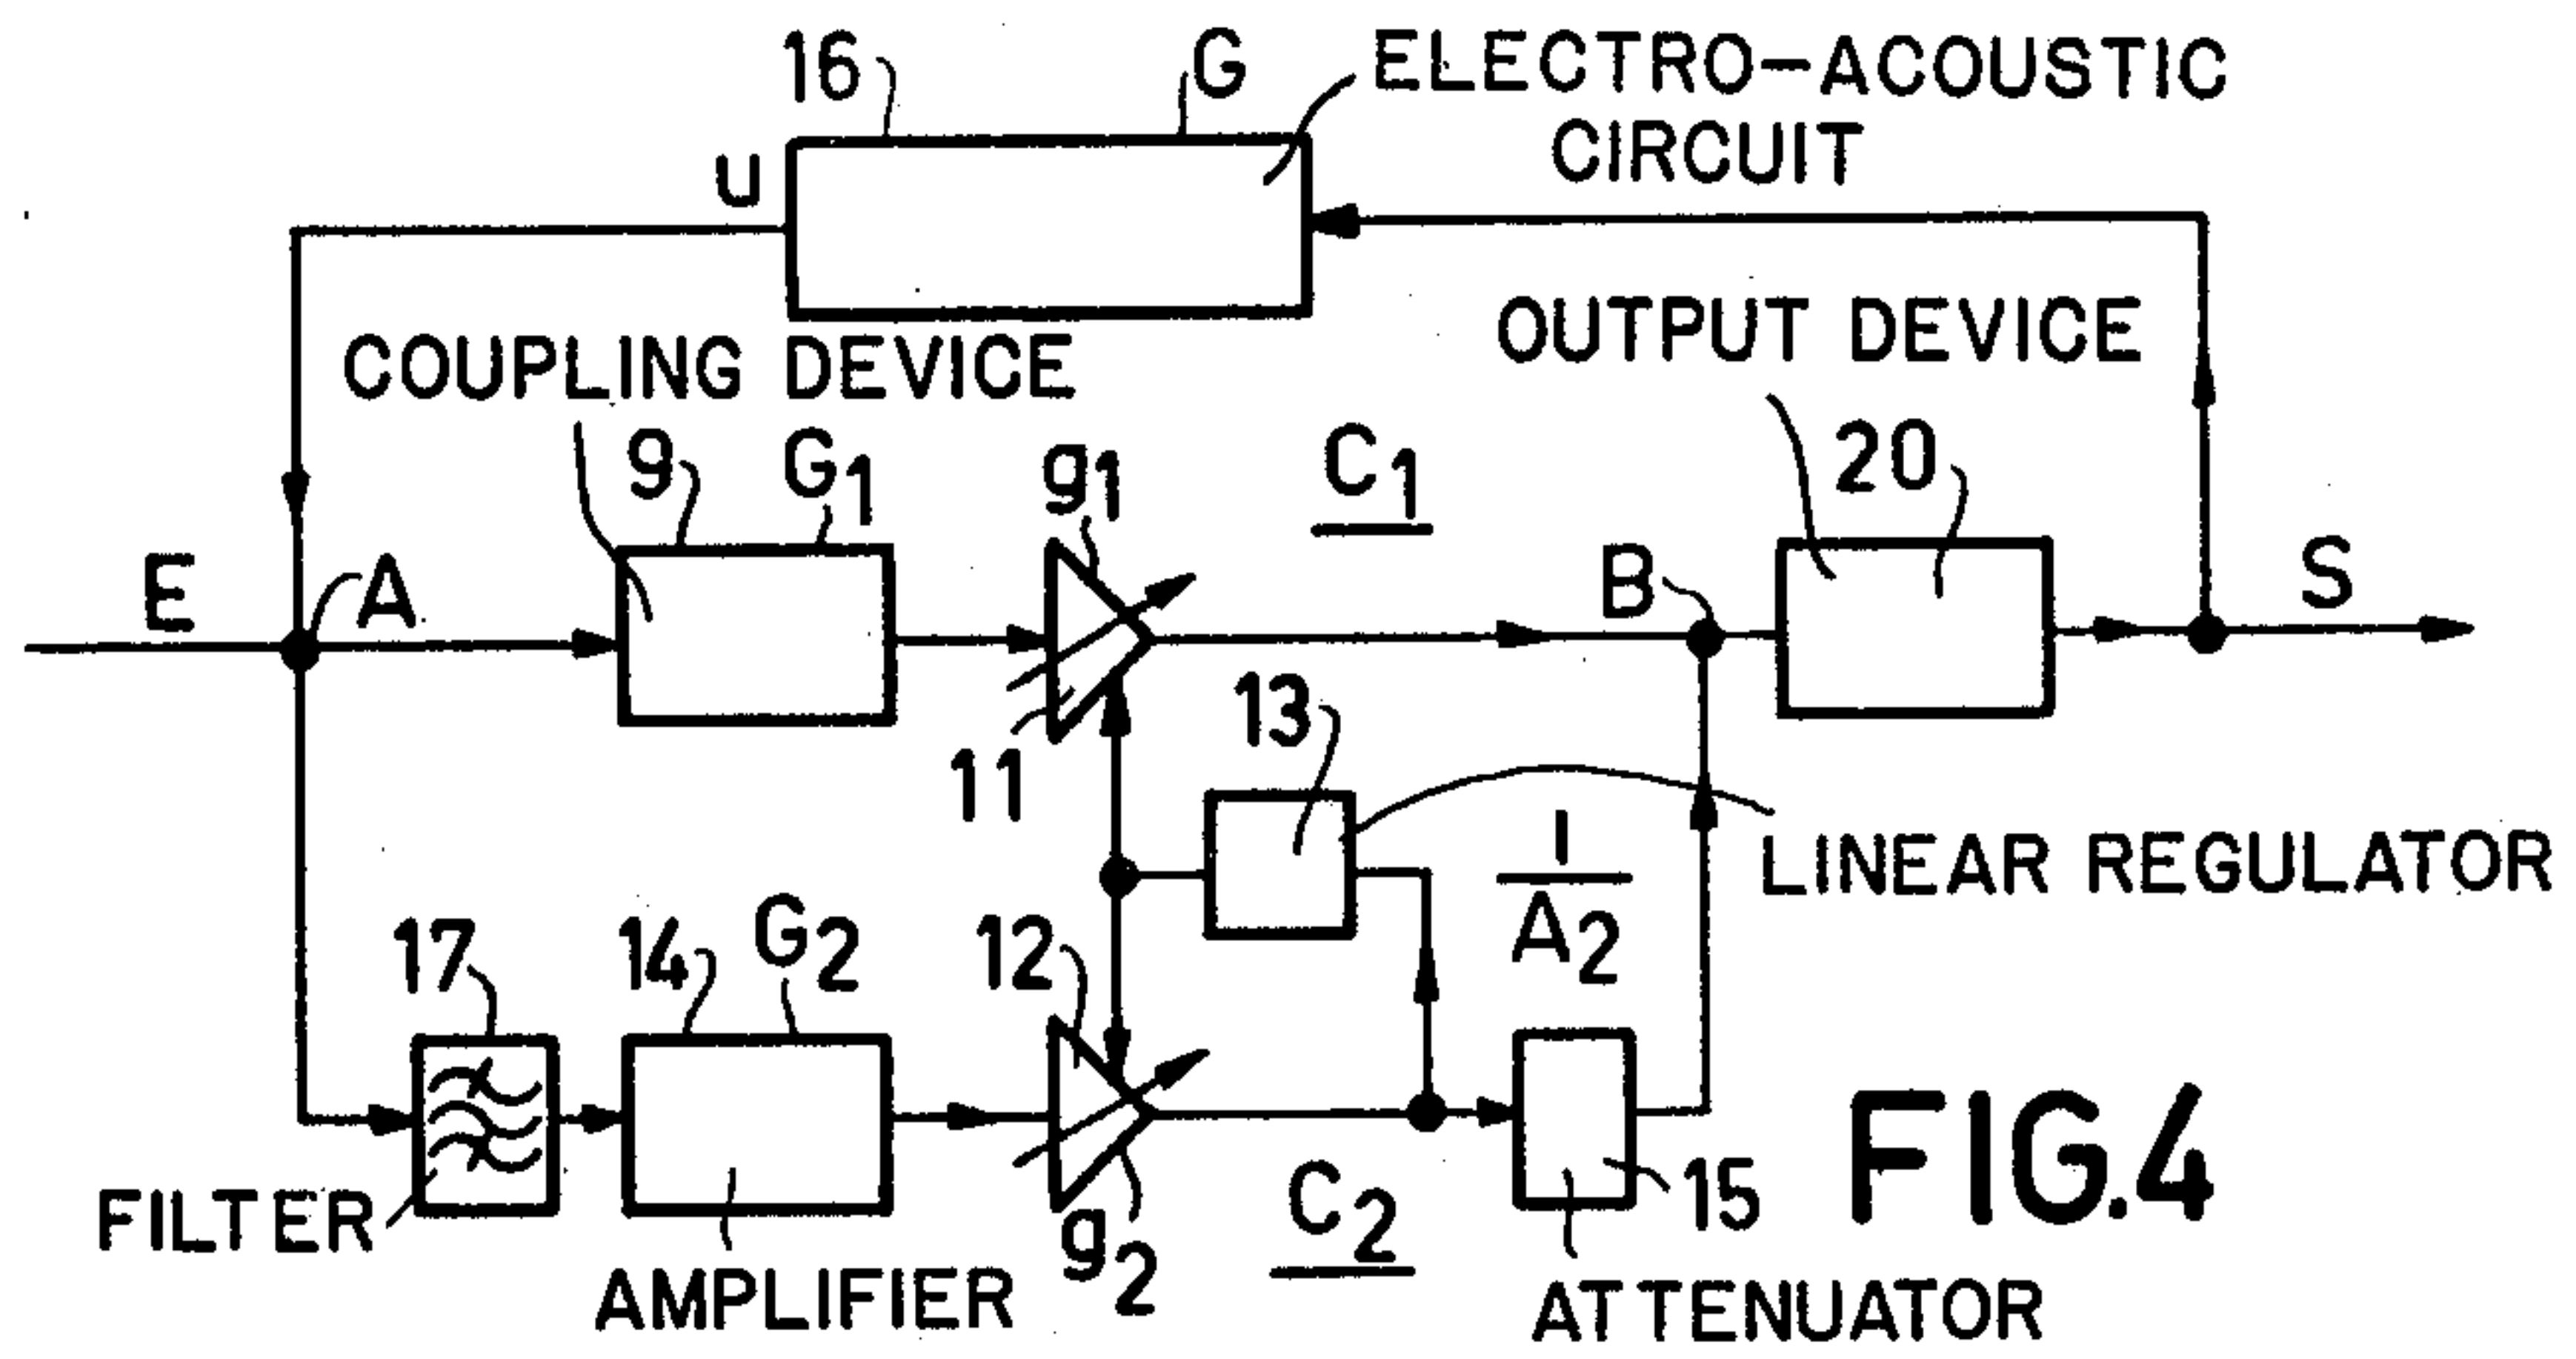 16
G
ELECTRO-ACOUSTIC
CIRCUIT
u
COUPLING DEVICE
OUTPUT DEVICE
9
G1
g1
C1
20
E
A
B
S
11
13
1
A2
LINEAR REGULATOR
17
14
G2
12
FILTER
AMPLIFIER
g2
C2
15
ATTENUATOR
FIG.4